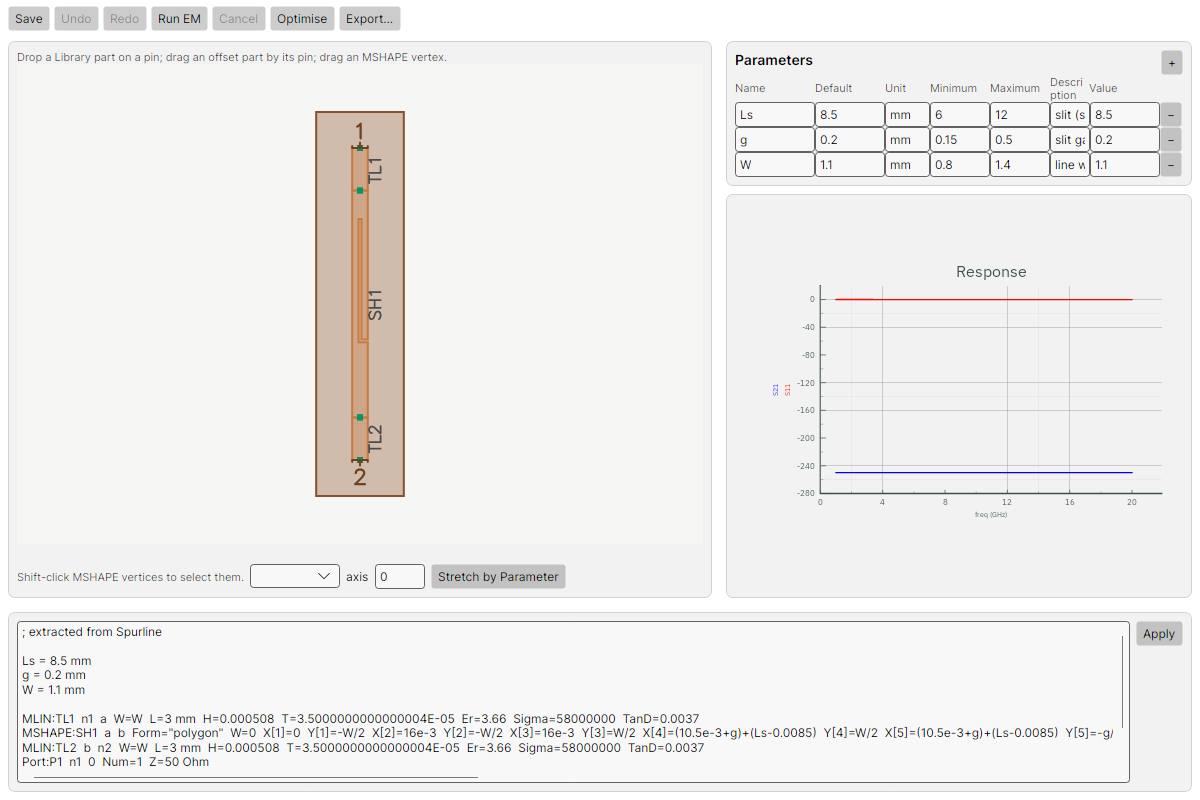 Save Undo Redo Run EM Cancel Optimise Export...
Drop a Library part on a pin; drag an offset part by its pin; drag an MSHAPE vertex.
1
TL1
SH1
TL2
2
Shift-click MSHAPE vertices to select them. axis 0 Stretch by Parameter
Parameters +
Name Default Unit Minimum Maximum Descri
ption Value
Ls 8.5 mm 6 12 slit (s 8.5 −
g 0.2 mm 0.15 0.5 slit ga 0.2 −
W 1.1 mm 0.8 1.4 line w 1.1 −
Response
0
-40
-80
-120
-160
-200
-240
-280
S21
S11
0 4 8 12 16 20
freq (GHz)
; extracted from Spurline
Ls = 8.5 mm
g = 0.2 mm
W = 1.1 mm
MLIN:TL1 n1 a W=W L=3 mm H=0.000508 T=3.5000000000000004E-05 Er=3.66 Sigma=58000000 TanD=0.0037
MSHAPE:SH1 a b Form="polygon" W=0 X[1]=0 Y[1]=-W/2 X[2]=16e-3 Y[2]=-W/2 X[3]=16e-3 Y[3]=W/2 X[4]=(10.5e-3+g)+(Ls-0.0085) Y[4]=W/2 X[5]=(10.5e-3+g)+(Ls-0.0085) Y[5]=-g/
MLIN:TL2 b n2 W=W L=3 mm H=0.000508 T=3.5000000000000004E-05 Er=3.66 Sigma=58000000 TanD=0.0037
Port:P1 n1 0 Num=1 Z=50 Ohm
Apply